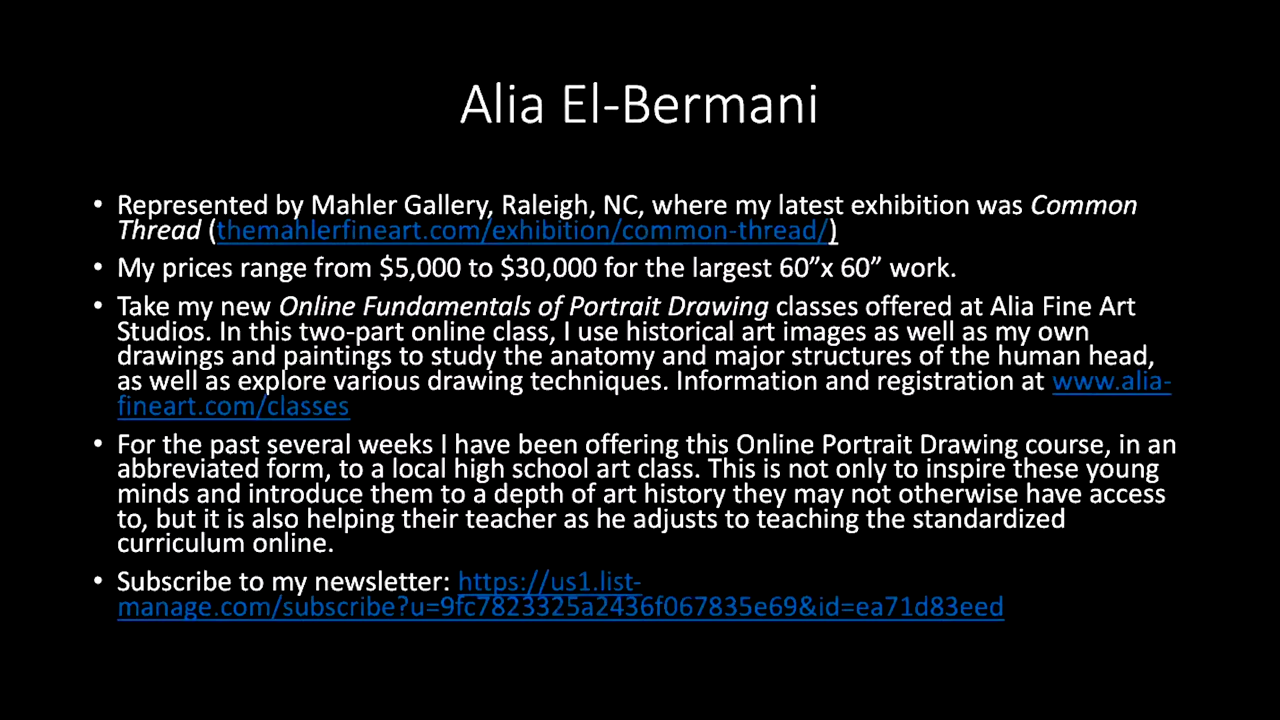 Alia El-Bermani
• Represented by Mahler Gallery, Raleigh, NC, where my latest exhibition was Common
Thread (themahlerfineart.com/exhibition/common-thread/)
• My prices range from $5,000 to $30,000 for the largest 60”x 60” work.
• Take my new Online Fundamentals of Portrait Drawing classes offered at Alia Fine Art
Studios. In this two-part online class, I use historical art images as well as my own
drawings and paintings to study the anatomy and major structures of the human head,
as well as explore various drawing techniques. Information and registration at www.alia-
fineart.com/classes
• For the past several weeks I have been offering this Online Portrait Drawing course, in an
abbreviated form, to a local high school art class. This is not only to inspire these young
minds and introduce them to a depth of art history they may not otherwise have access
to, but it is also helping their teacher as he adjusts to teaching the standardized
curriculum online.
• Subscribe to my newsletter: https://us1.list-
manage.com/subscribe?u=9fc7823325a2436f067835e69&id=ea71d83eed